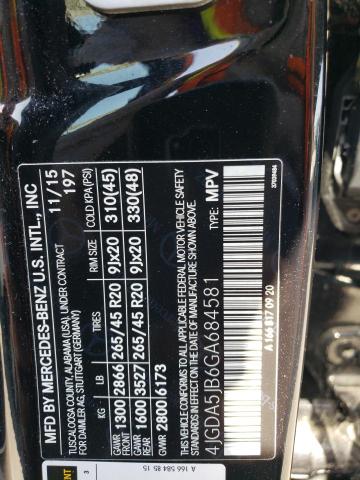 MFD BY MERCEDES-BENZ U.S. INTL., INC
TUSCALOOSA COUNTY, ALABAMA (USA), UNDER CONTRACT 11/15
FOR DAIMLER AG, STUTTGART (GERMANY) 197
KG LB TIRES RIM SIZE COLD KPA(PSI)
GAWR FRONT 1300 2866 265/45 R20 9Jx20 310(45)
GAWR REAR 1600 3527 265/45 R20 9Jx20 330(48)
GVWR 2800 6173
THIS VEHICLE CONFORMS TO ALL APPLICABLE FEDERAL MOTOR VEHICLE SAFETY
STANDARDS IN EFFECT ON THE DATE OF MANUFACTURE SHOWN ABOVE.
4JGDA5JB6GA684581 TYPE: MPV
A 166 817 09 20
37039484
A 166 584 85 15
3